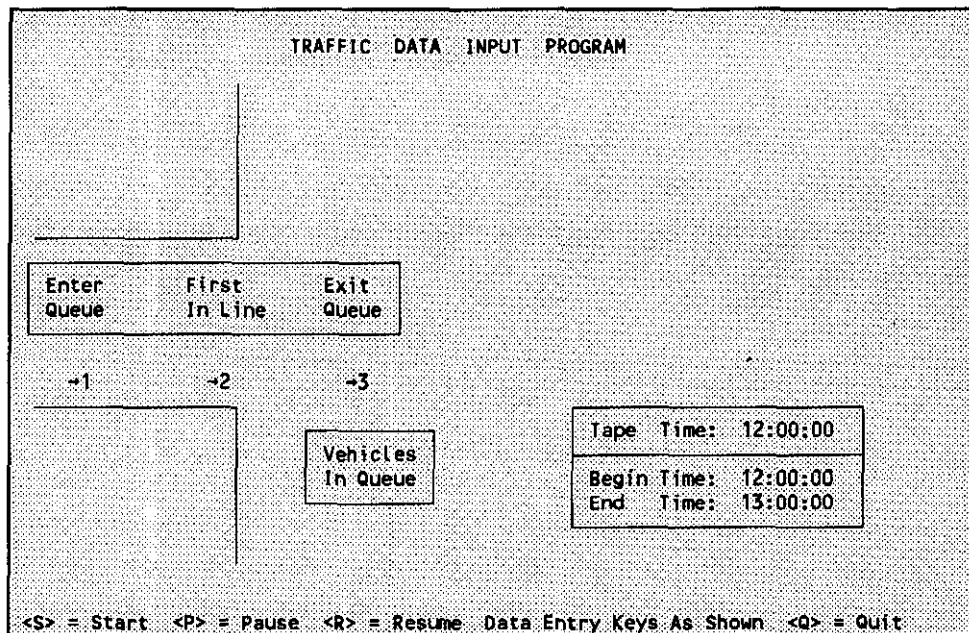 TRAFFIC DATA INPUT PROGRAM
Enter First Exit
Queue In Line Queue
→1 →2 →3
Vehicles
In Queue
Tape Time: 12:00:00
Begin Time: 12:00:00
End Time: 13:00:00
<S> = Start <P> = Pause <R> = Resume Data Entry Keys As Shown <Q> = Quit